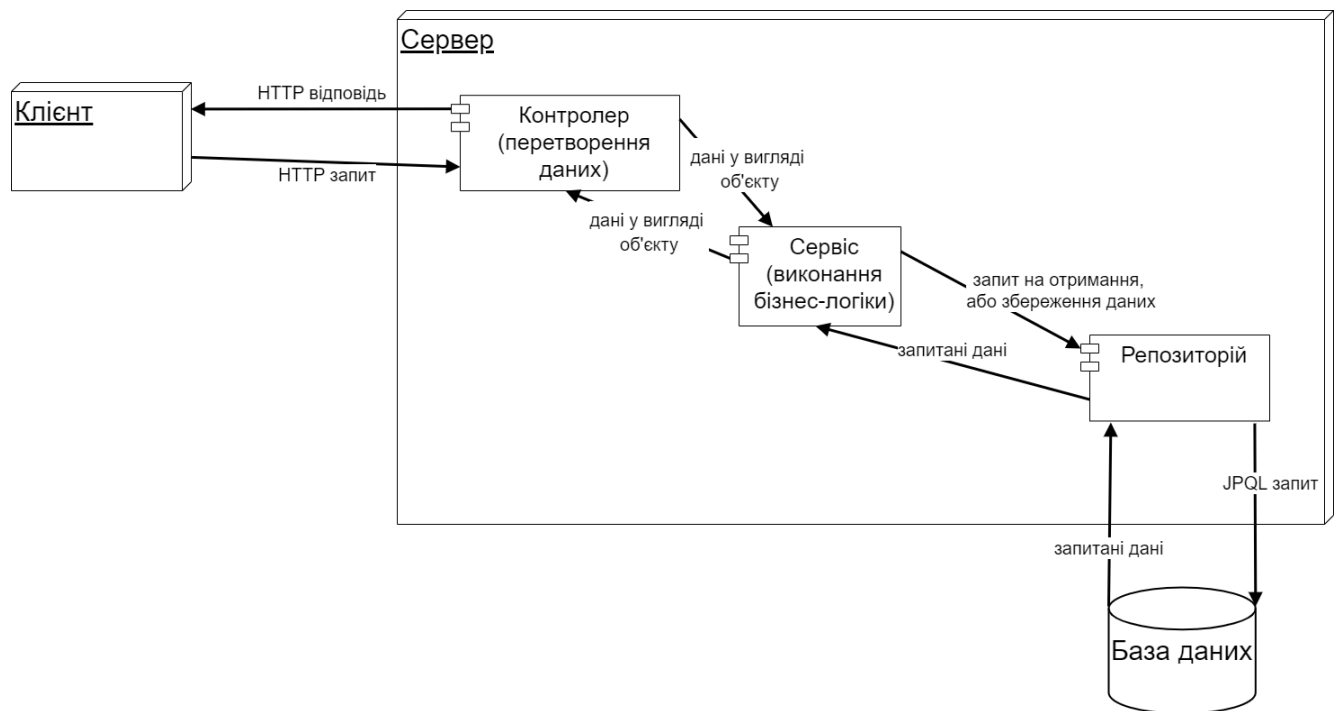 Сервер
Клієнт
HTTP відповідь
HTTP запит
Контролер
(перетворення
даних)
дані у вигляді
об'єкту
дані у вигляді
об'єкту
Сервіс
(виконання
бізнес-логіки)
запит на отримання,
або збереження даних
запитані дані
Репозиторій
JPQL запит
запитані дані
База даних